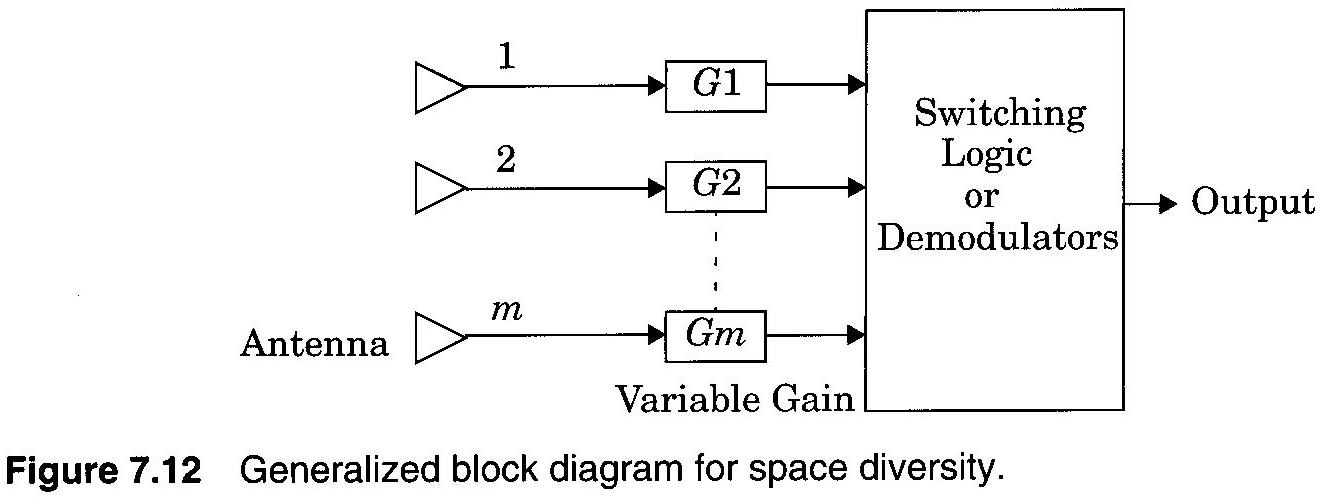 1
G1
2
G2
m
Gm
Antenna
Variable Gain
Switching
Logic
or
Demodulators
Output
Figure 7.12 Generalized block diagram for space diversity.